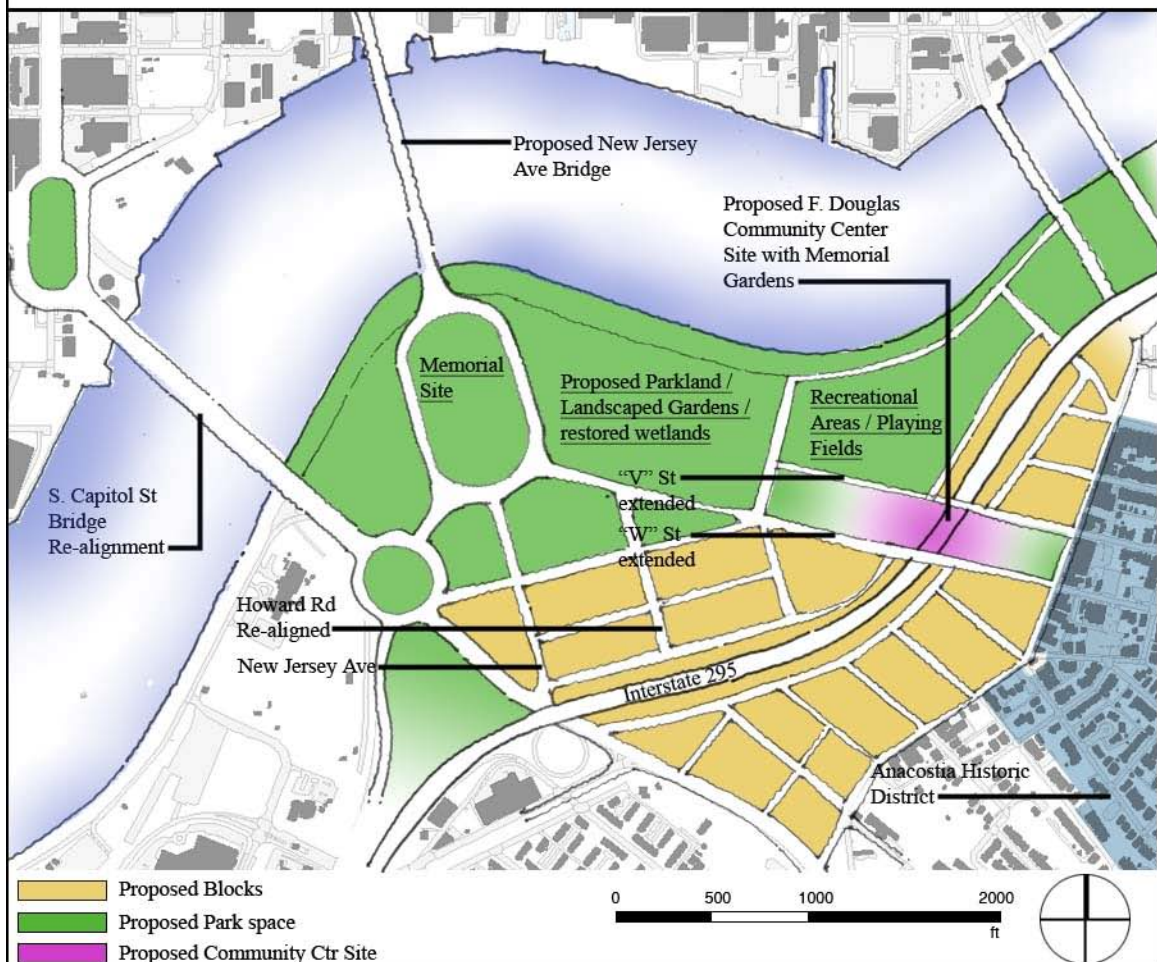 Proposed New Jersey
Ave Bridge
Proposed F. Douglas
Community Center
Site with Memorial
Gardens
Memorial
Site
Proposed Parkland /
Landscaped Gardens /
restored wetlands
Recreational
Areas / Playing
Fields
"V" St
extended
"W" St
extended
S. Capitol St
Bridge
Re-alignment
Howard Rd
Re-aligned
New Jersey Ave
Interstate 295
Anacostia Historic
District
Proposed Blocks
Proposed Park space
Proposed Community Ctr Site
0 500 1000 2000
ft